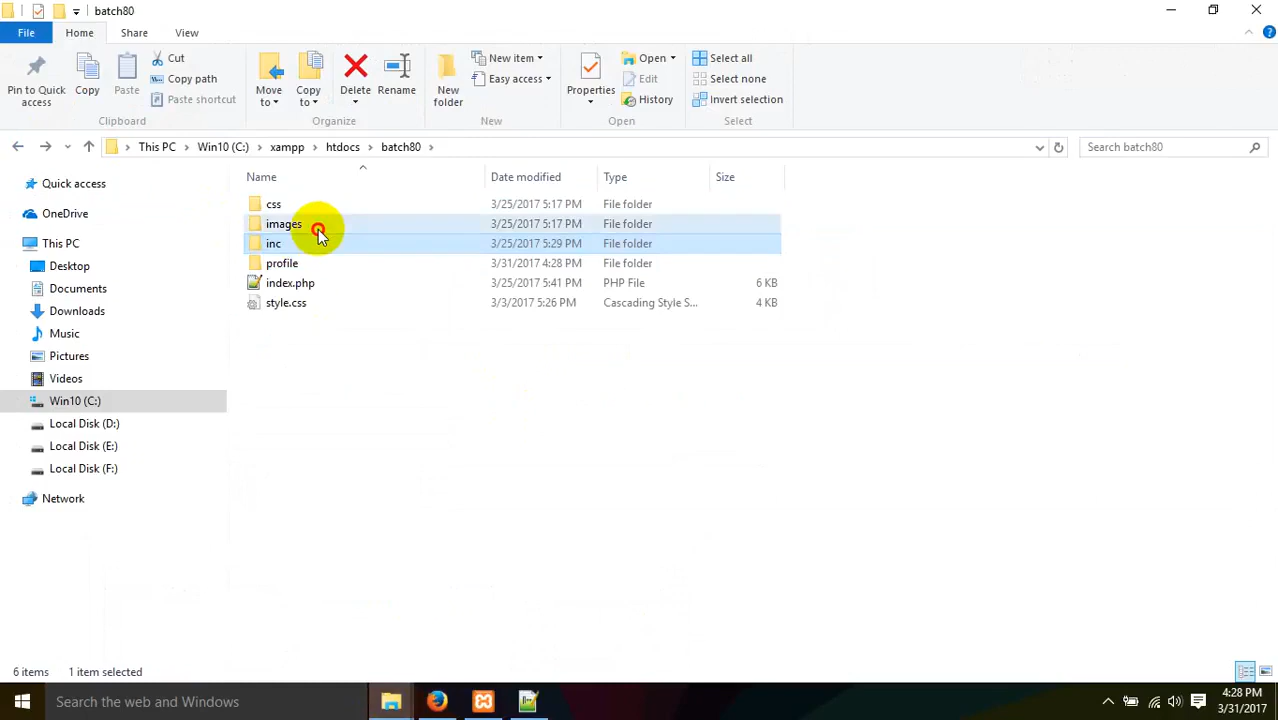 batch80
File Home Share View
Pin to Quick access
Copy
Paste
Cut
Copy path
Paste shortcut
Clipboard
Move to
Copy to
Delete
Rename
Organize
New folder
New item
Easy access
New
Properties
Open
Edit
History
Open
Select all
Select none
Invert selection
Select
This PC Win10 (C:) xampp htdocs batch80
Search batch80
Name Date modified Type Size
css 3/25/2017 5:17 PM File folder
images 3/25/2017 5:17 PM File folder
inc 3/25/2017 5:29 PM File folder
profile 3/31/2017 4:28 PM File folder
index.php 3/25/2017 5:41 PM PHP File 6 KB
style.css 3/3/2017 5:26 PM Cascading Style S... 4 KB
Quick access
OneDrive
This PC
Desktop
Documents
Downloads
Music
Pictures
Videos
Win10 (C:)
Local Disk (D:)
Local Disk (E:)
Local Disk (F:)
Network
6 items 1 item selected
Search the web and Windows
4:28 PM
3/31/2017